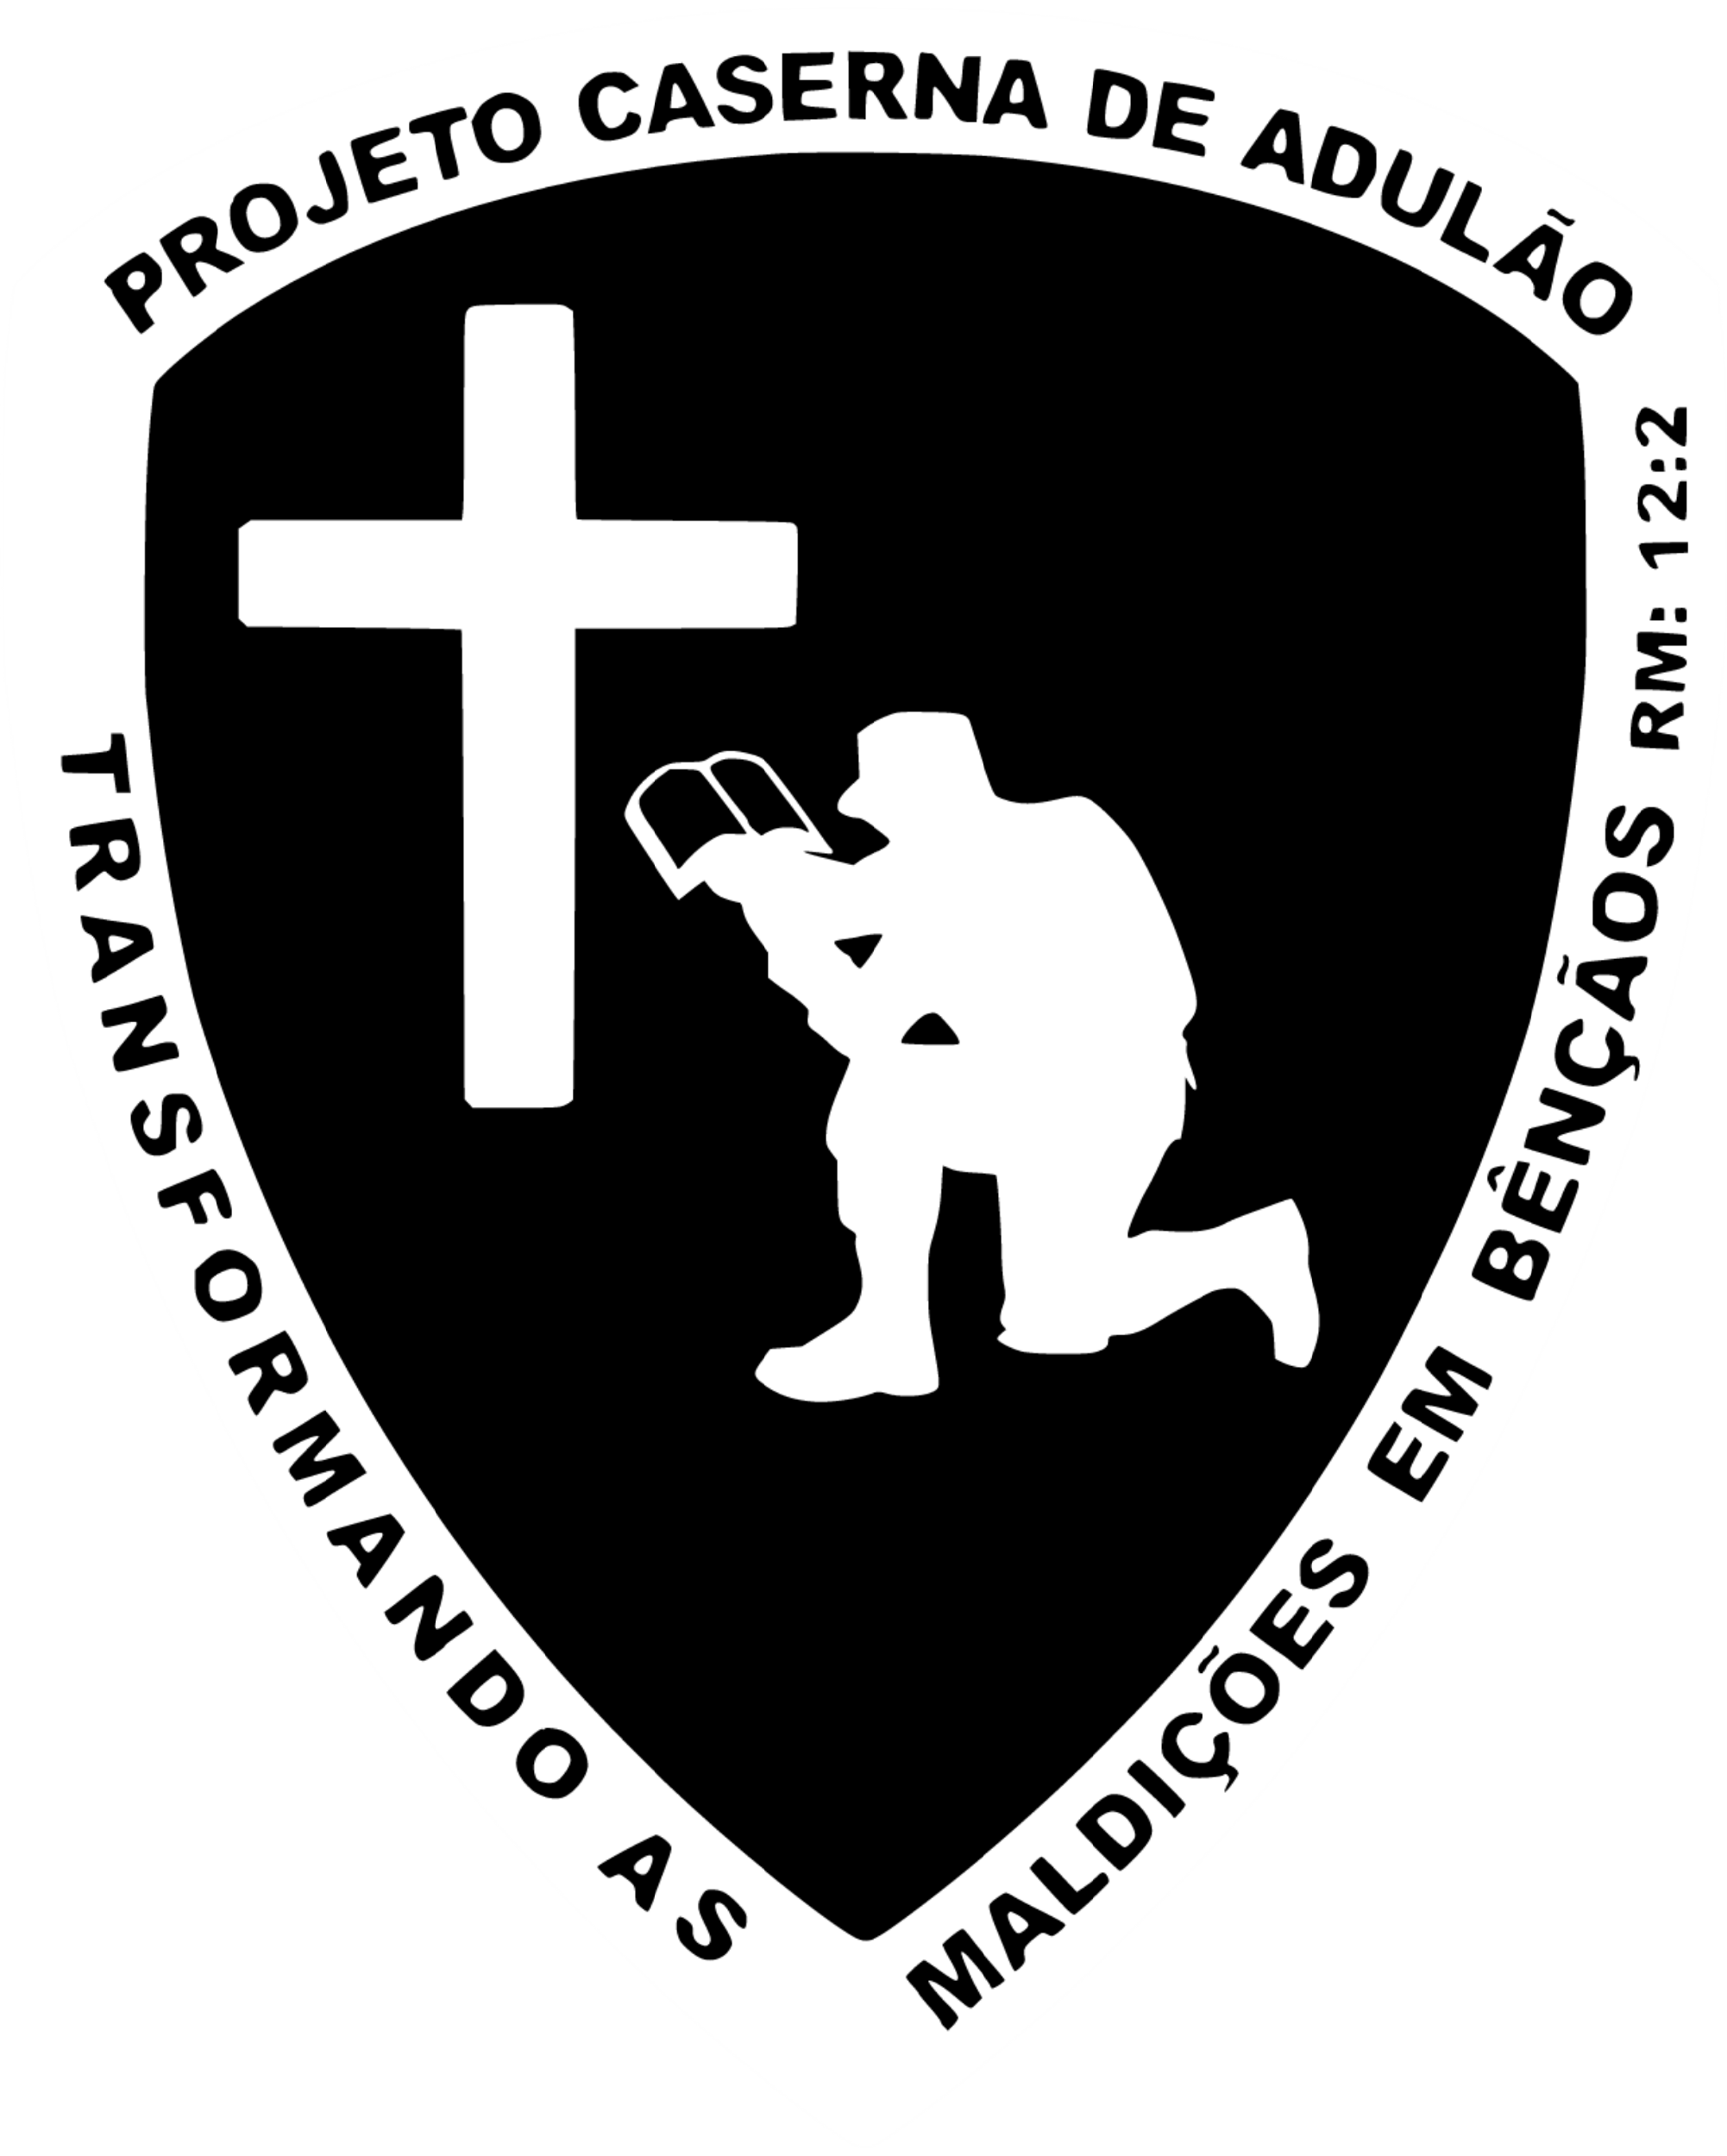 PROJETO CASERNA DE ADULÃO
TRANSFORMANDO AS MALDIÇÕES EM BÊNÇÃOS RM: 12:2